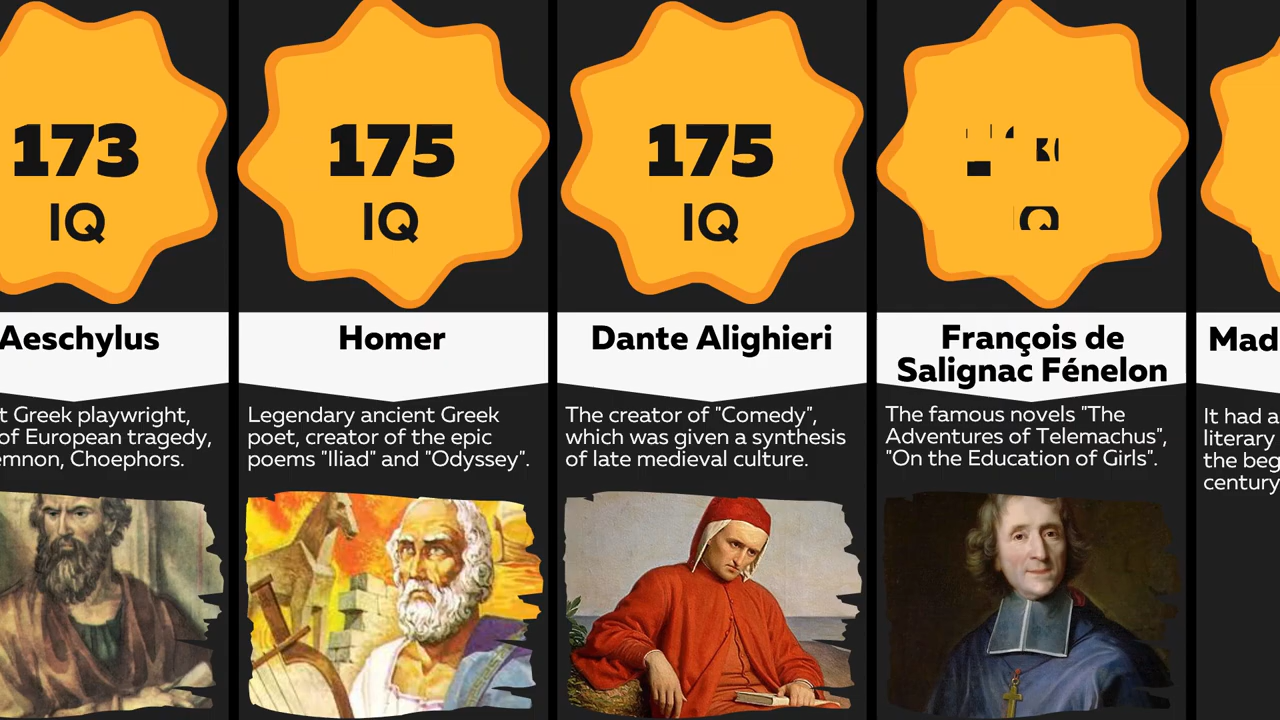 173
IQ
Aeschylus
t Greek playwright,
of European tragedy,
emnon, Choephors.
175
IQ
Homer
Legendary ancient Greek
poet, creator of the epic
poems "Iliad" and "Odyssey".
175
IQ
Dante Alighieri
The creator of "Comedy",
which was given a synthesis
of late medieval culture.
François de
Salignac Fénelon
The famous novels "The
Adventures of Telemachus",
"On the Education of Girls".
Mad
It had a
literary
the beg
century